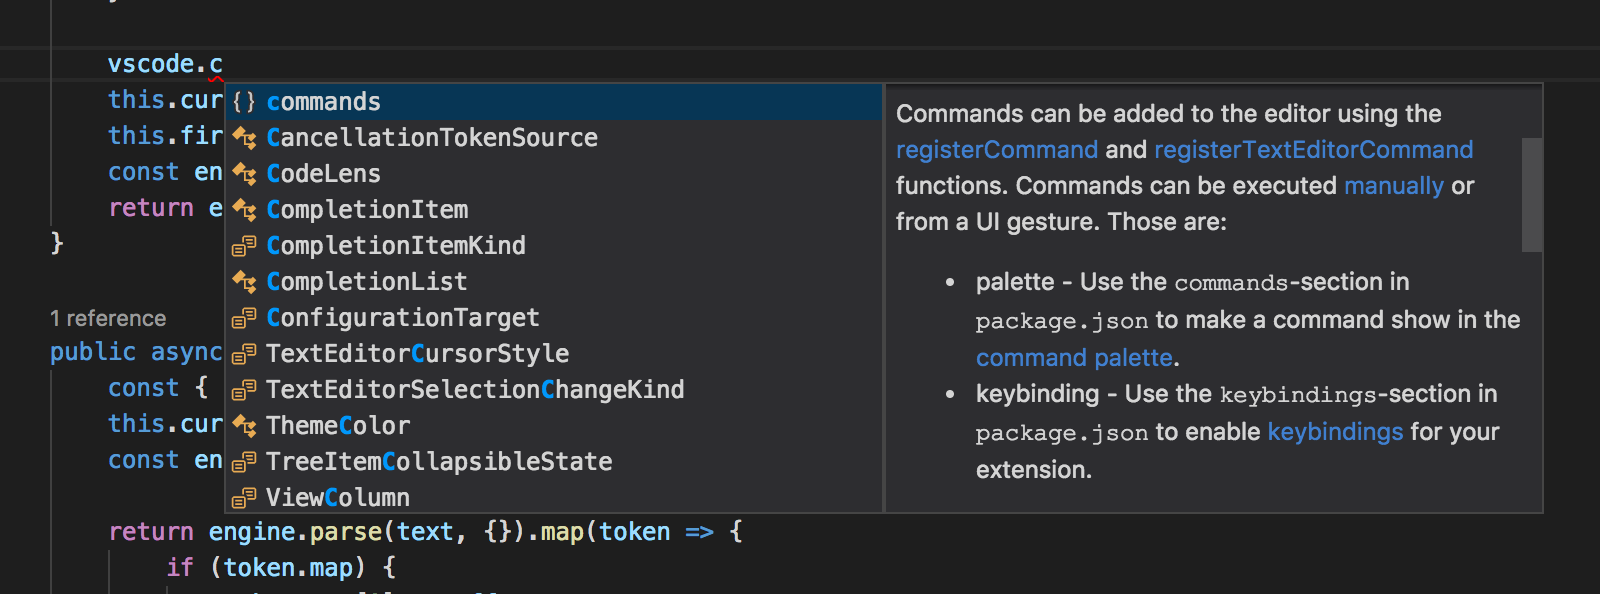 vscode.c
this.cur
this.fir
const en
return e
}
1 reference
public async
const {
this.cur
const en
return engine.parse(text, {}).map(token => {
if (token.map) {
{} commands
CancellationTokenSource
CodeLens
CompletionItem
CompletionItemKind
CompletionList
ConfigurationTarget
TextEditorCursorStyle
TextEditorSelectionChangeKind
ThemeColor
TreeItemCollapsibleState
ViewColumn
Commands can be added to the editor using the
registerCommand and registerTextEditorCommand
functions. Commands can be executed manually or
from a UI gesture. Those are:
• palette - Use the commands-section in
package.json to make a command show in the
command palette.
• keybinding - Use the keybindings-section in
package.json to enable keybindings for your
extension.